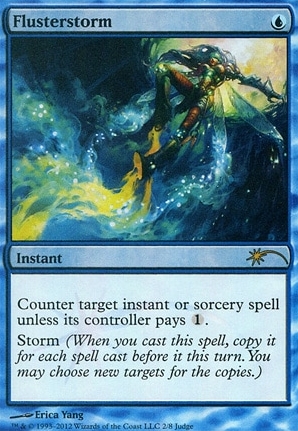 Flusterstorm
Instant
Counter target instant or sorcery spell
unless its controller pays 1.
Storm (When you cast this spell, copy
it for each spell cast before it this turn. You
may choose new targets for the copies.)
Erica Yang
™ & © 1993-2012 Wizards of the Coast LLC 2/8 Judge